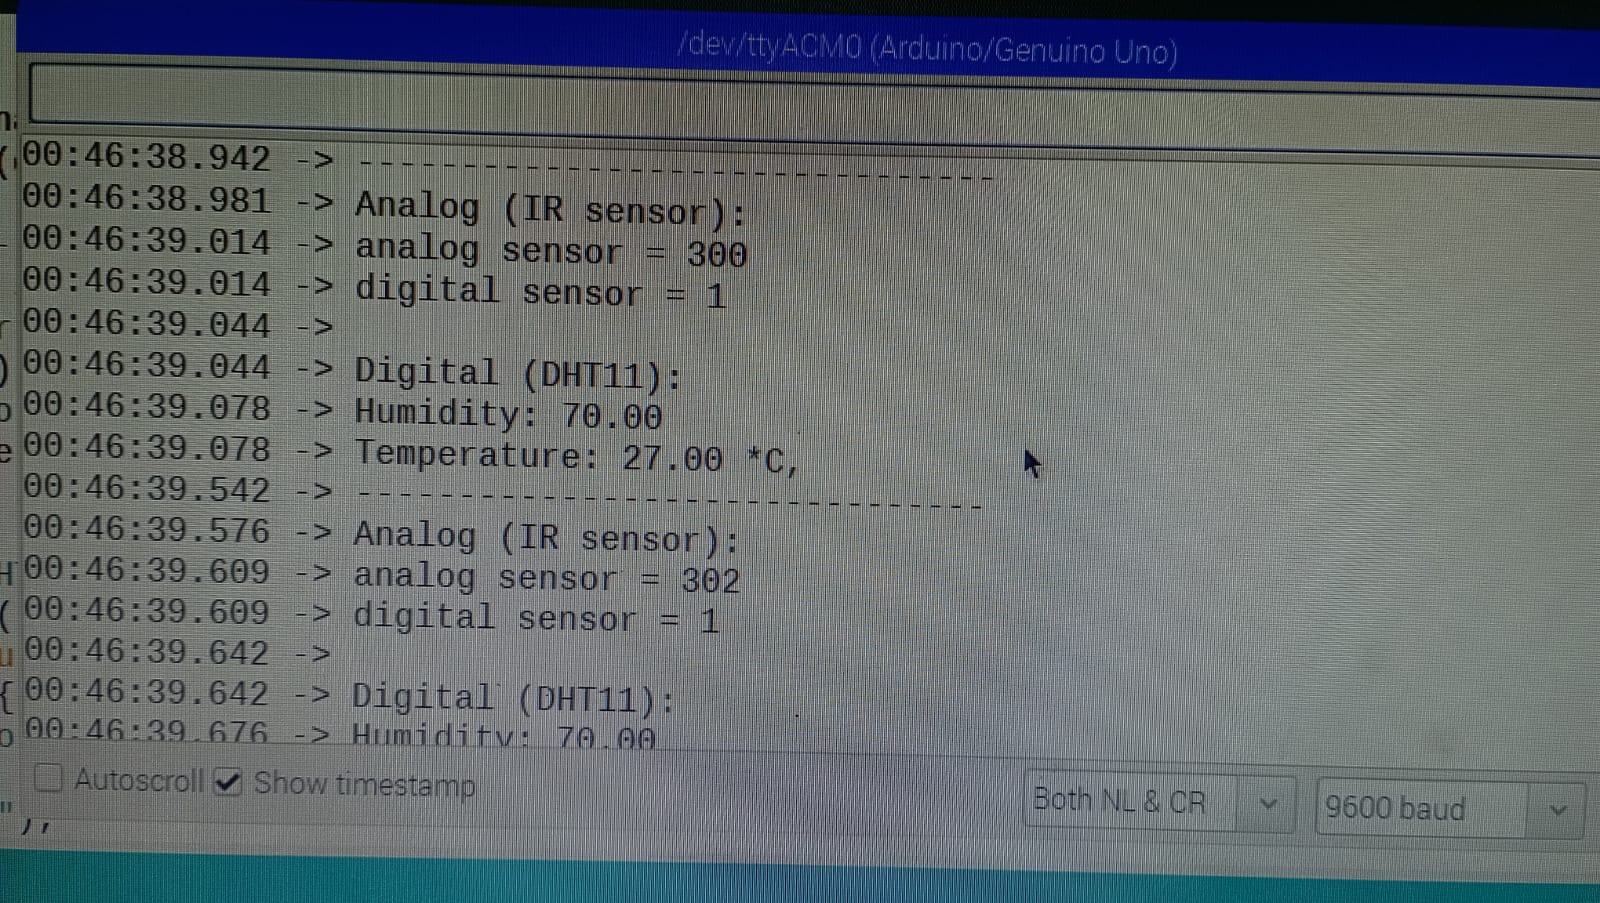 /dev/ttyACM0 (Arduino/Genuino Uno)
00:46:38.942 -> -------------------------------
00:46:38.981 -> Analog (IR sensor):
00:46:39.014 -> analog sensor = 300
00:46:39.014 -> digital sensor = 1
00:46:39.044 ->
00:46:39.044 -> Digital (DHT11):
00:46:39.078 -> Humidity: 70.00
00:46:39.078 -> Temperature: 27.00 *C,
00:46:39.542 -> -------------------------------
00:46:39.576 -> Analog (IR sensor):
00:46:39.609 -> analog sensor = 302
00:46:39.609 -> digital sensor = 1
00:46:39.642 ->
00:46:39.642 -> Digital (DHT11):
00:46:39.676 -> Humidity: 70.00
Autoscroll Show timestamp Both NL & CR 9600 baud